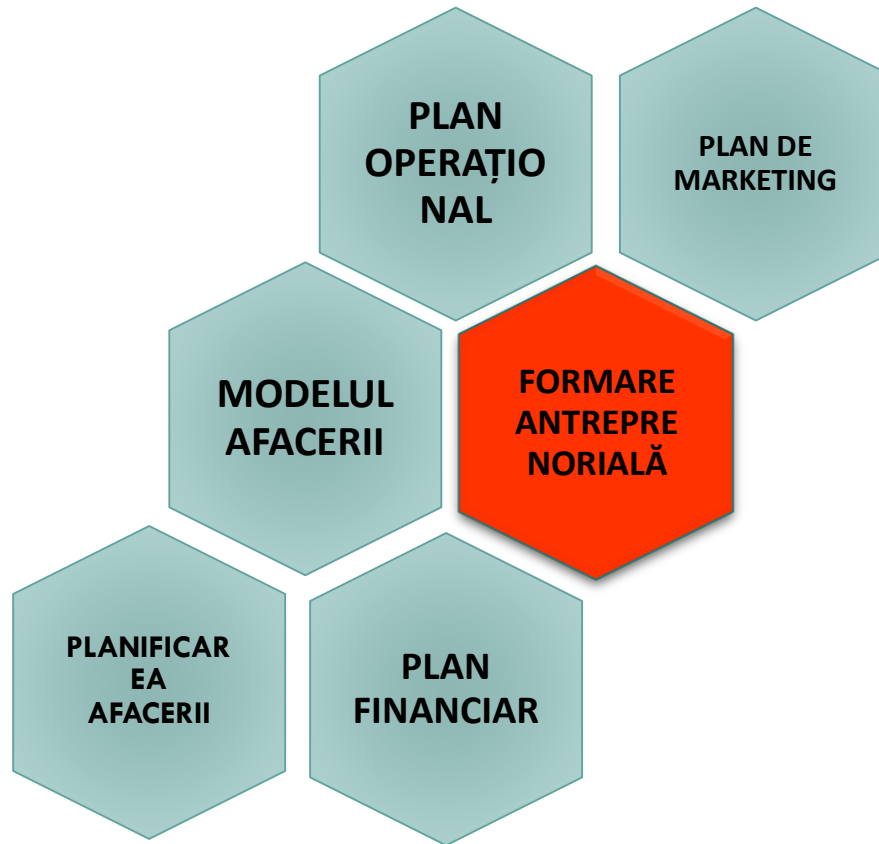 PLAN
OPERAȚIO
NAL
PLAN DE
MARKETING
MODELUL
AFACERII
FORMARE
ANTREPRE
NORIALĂ
PLANIFICAR
EA
AFACERII
PLAN
FINANCIAR